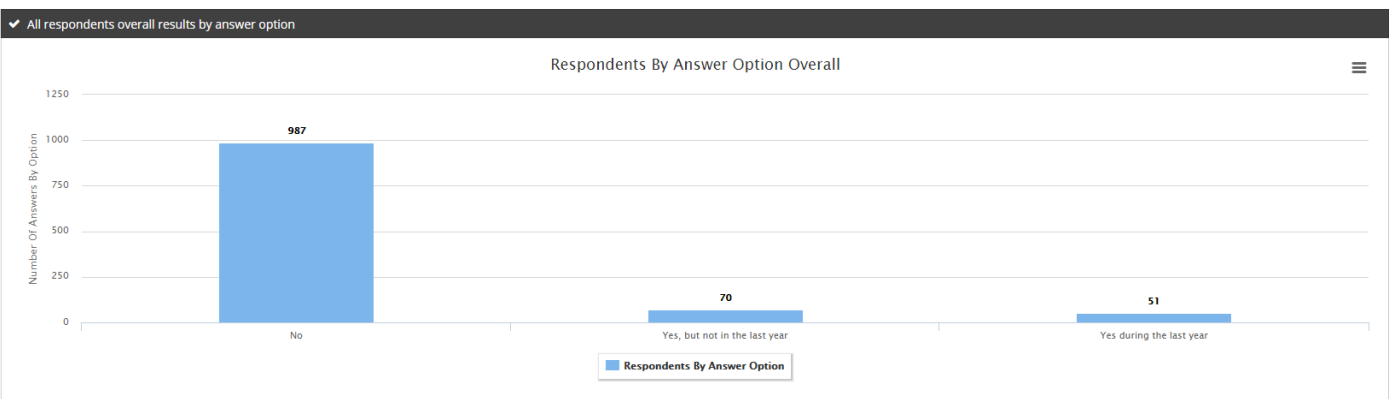 All respondents overall results by answer option
Respondents By Answer Option Overall
Number Of Answers By Option
1250
1000
750
500
250
0
987
70
51
No
Yes, but not in the last year
Yes during the last year
Respondents By Answer Option